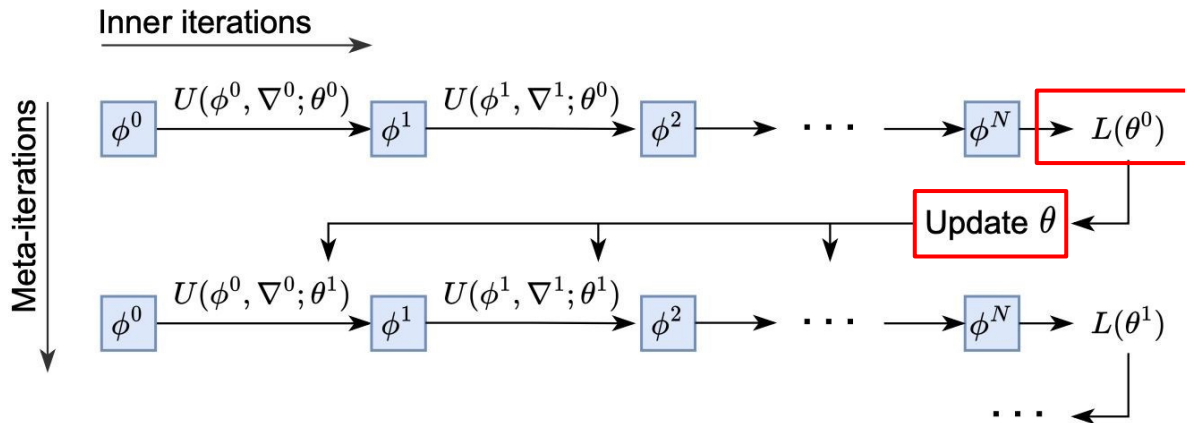 Inner iterations
Meta-iterations
U(ϕ⁰, ∇⁰; θ⁰) U(ϕ¹, ∇¹; θ⁰)
ϕ⁰ ϕ¹ ϕ² · · · ϕᴺ L(θ⁰)
Update θ
U(ϕ⁰, ∇⁰; θ¹) U(ϕ¹, ∇¹; θ¹)
ϕ⁰ ϕ¹ ϕ² · · · ϕᴺ L(θ¹)
· · ·